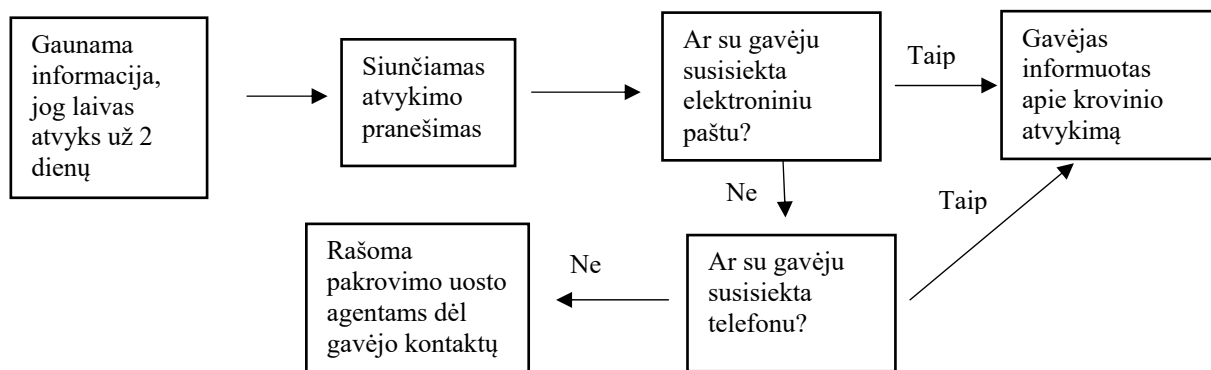 Gaunama
informacija,
jog laivas
atvyks už 2
dienų
Siunčiamas
atvykimo
pranešimas
Ar su gavėju
susisiekta
elektroniniu
paštu?
Taip
Gavėjas
informuotas
apie krovinio
atvykimą
Ne
Taip
Rašoma
pakrovimo uosto
agentams dėl
gavėjo kontaktų
Ne
Ar su gavėju
susisiekta
telefonu?